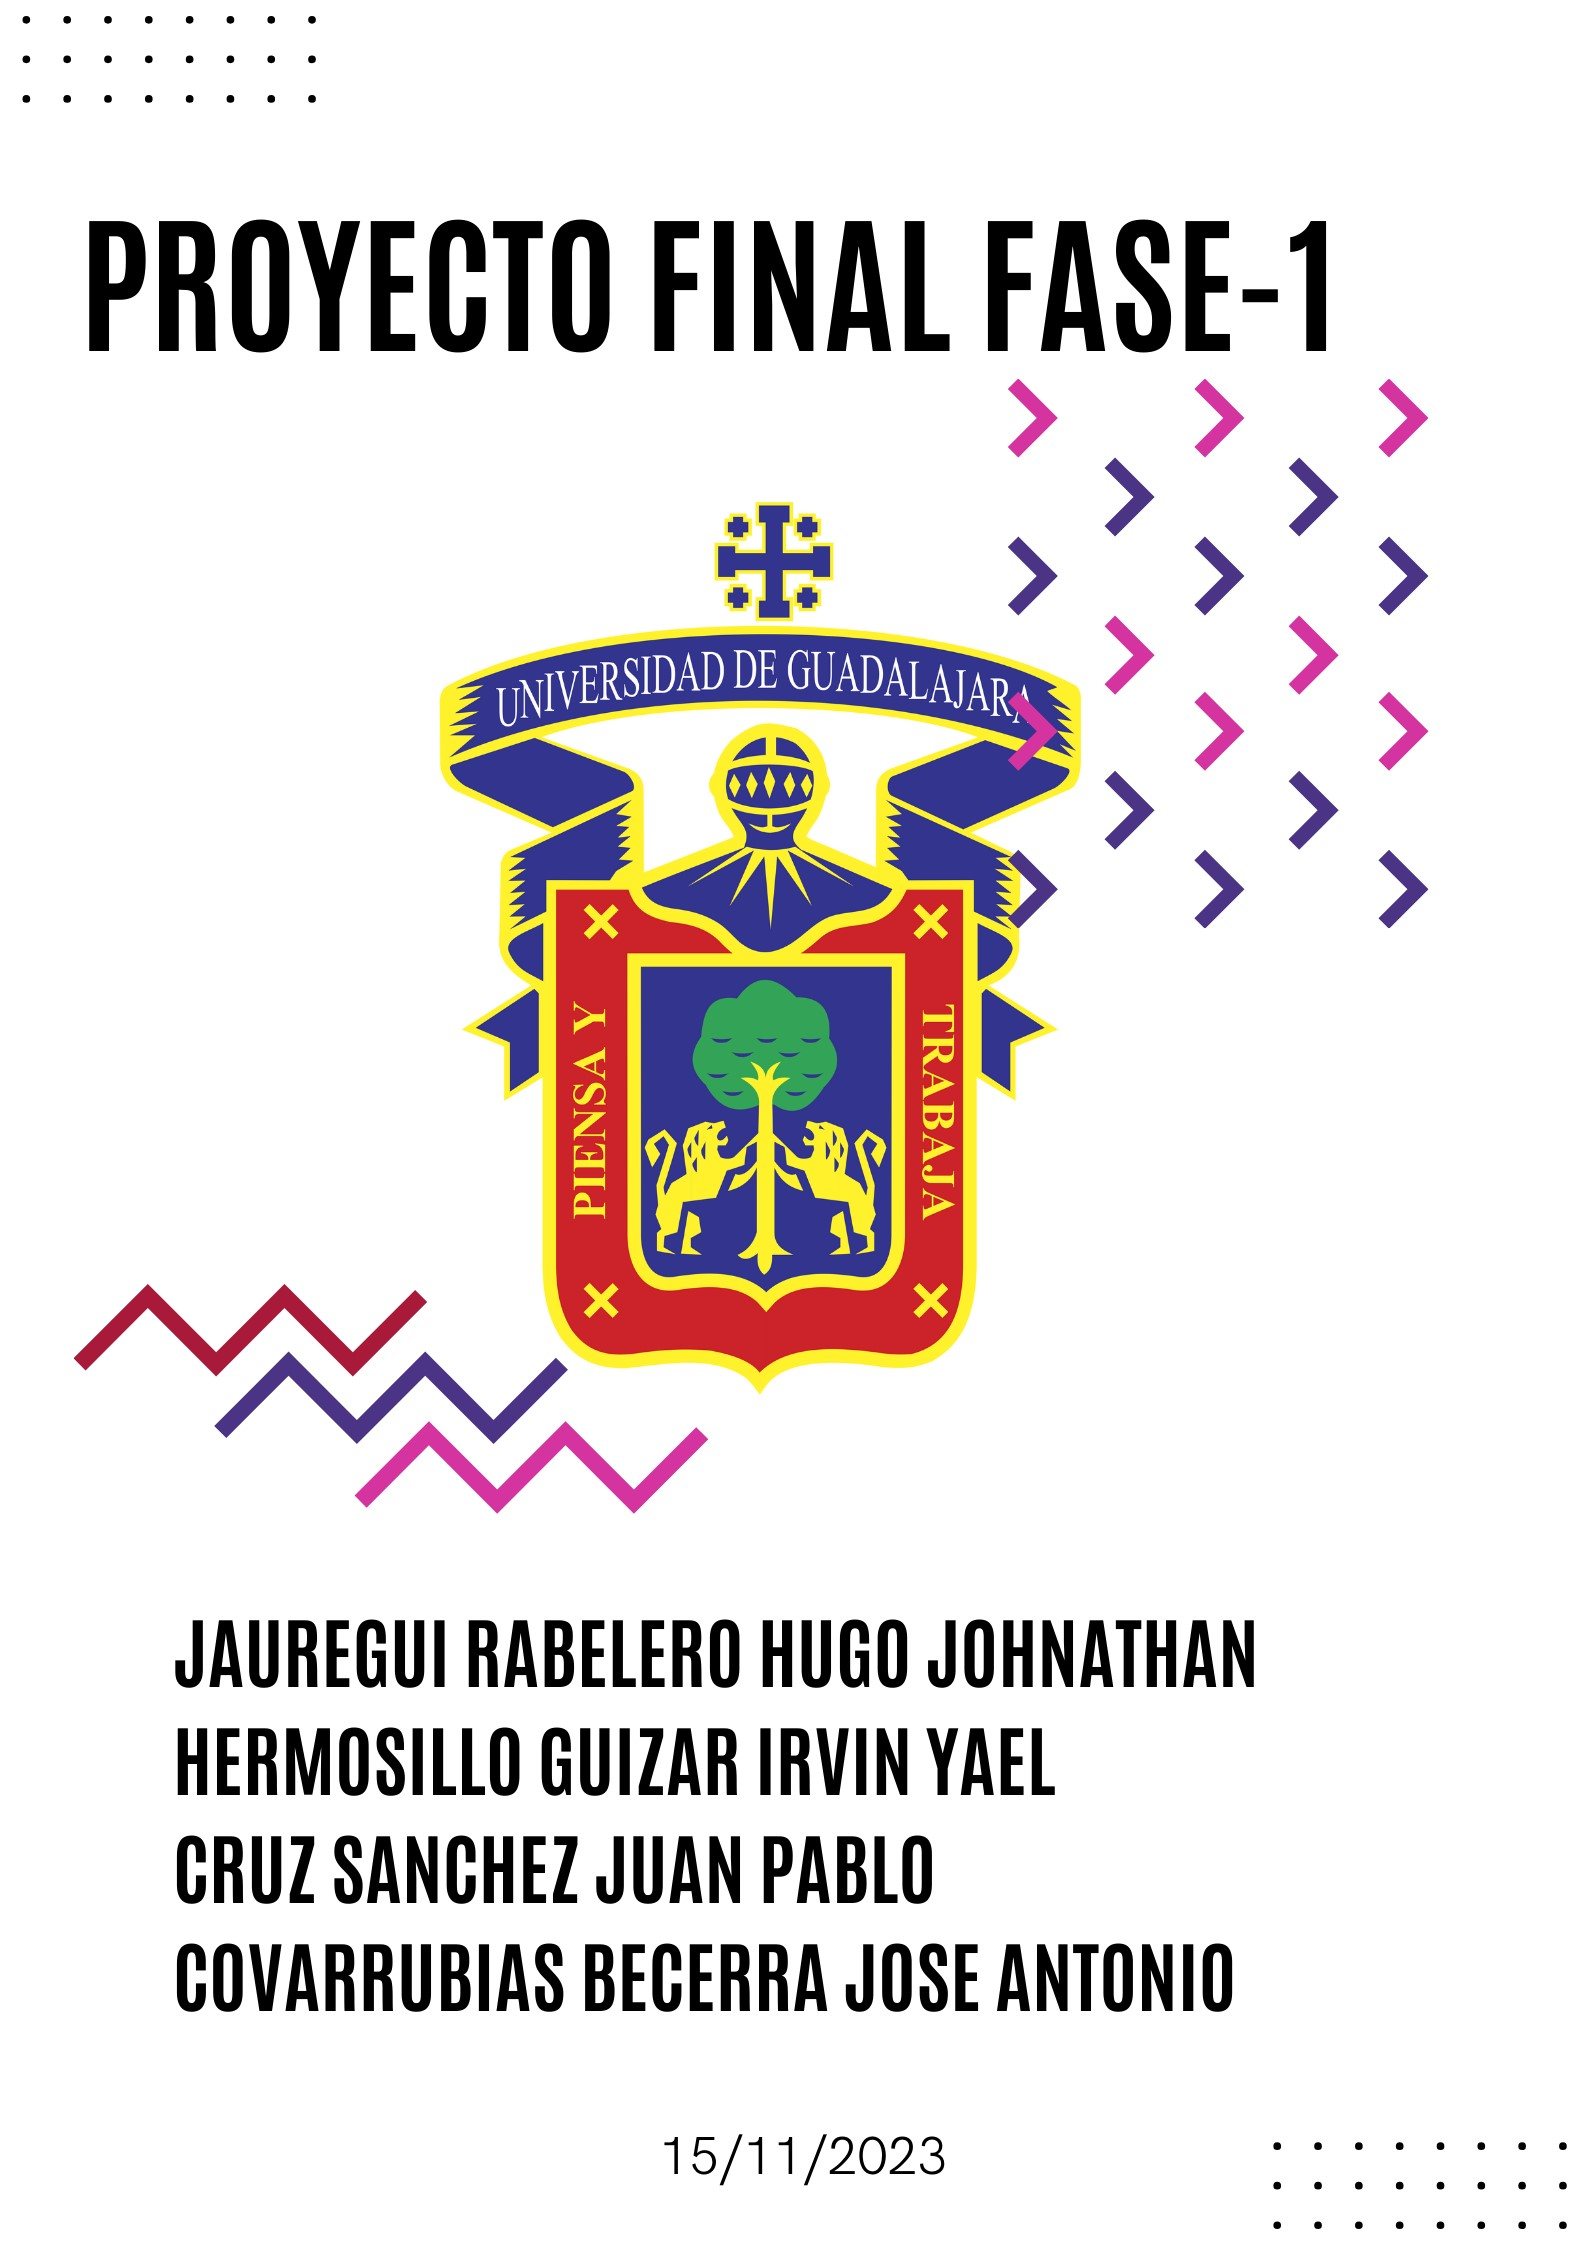 PROYECTO FINAL FASE-1
UNIVERSIDAD DE GUADALAJARA
PIENSA Y
TRABAJA
JAUREGUI RABELERO HUGO JOHNATHAN
HERMOSILLO GUIZAR IRVIN YAEL
CRUZ SANCHEZ JUAN PABLO
COVARRUBIAS BECERRA JOSE ANTONIO
15/11/2023